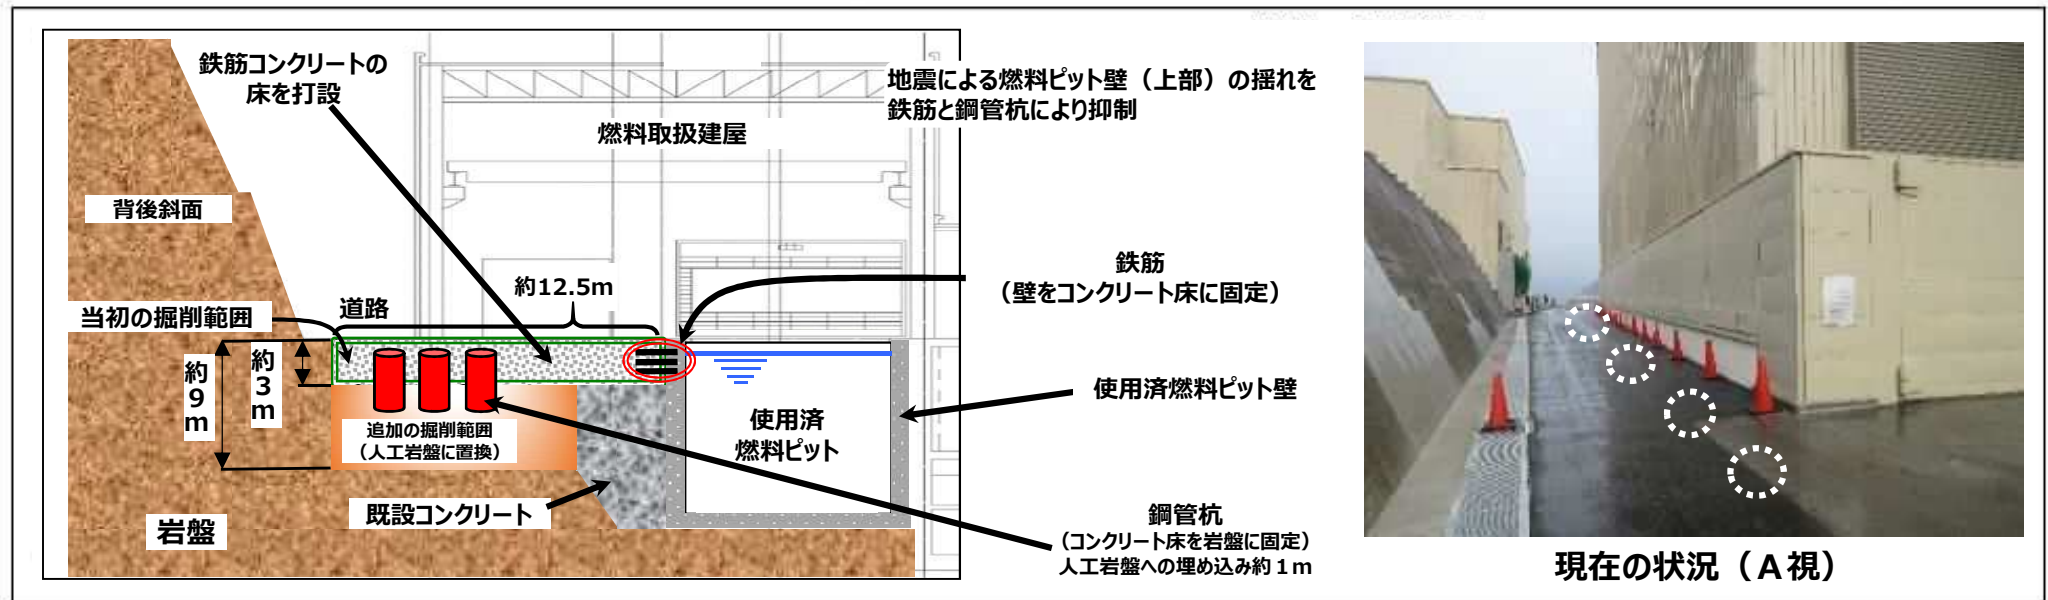 鉄筋コンクリートの
床を打設
地震による燃料ピット壁（上部）の揺れを
鉄筋と鋼管杭により抑制
燃料取扱建屋
背後斜面
鉄筋
（壁をコンクリート床に固定）
約12.5m
道路
当初の掘削範囲
約3m
約9m
使用済燃料ピット壁
使用済
燃料ピット
追加の掘削範囲
（人工岩盤に置換）
既設コンクリート
岩盤
鋼管杭
（コンクリート床を岩盤に固定）
人工岩盤への埋め込み約１m
現在の状況（Ａ視）